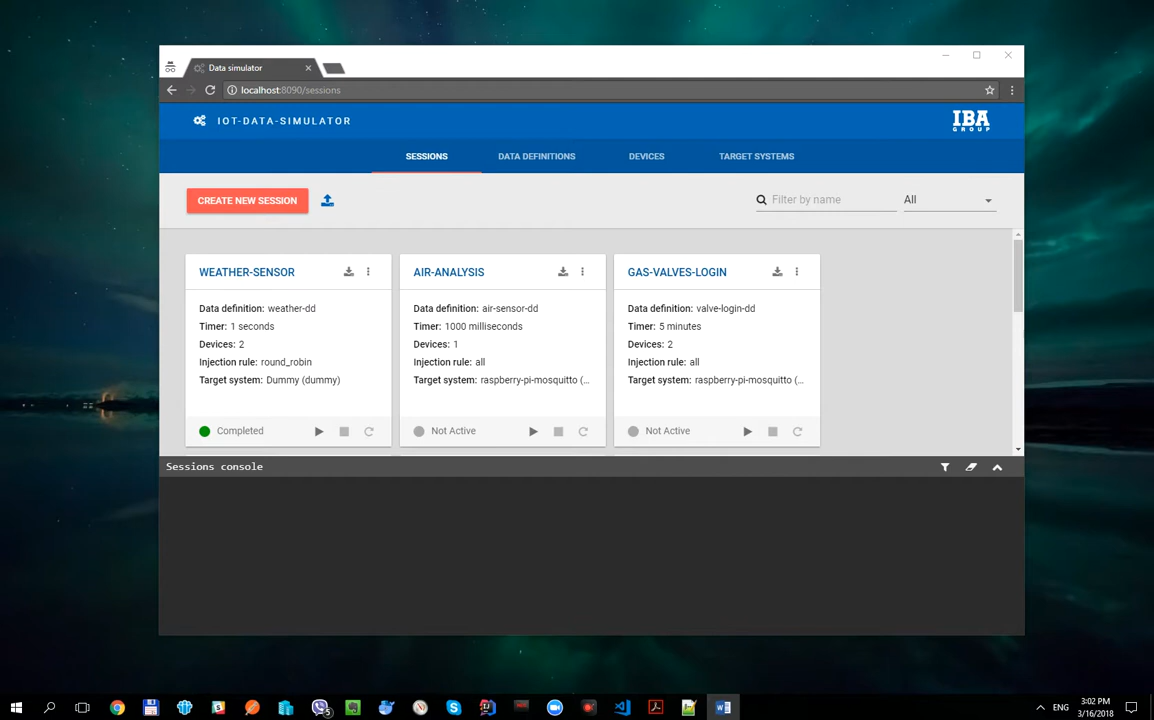 Data simulator
localhost:8090/sessions
IOT-DATA-SIMULATOR
IBA
GROUP
SESSIONS
DATA DEFINITIONS
DEVICES
TARGET SYSTEMS
CREATE NEW SESSION
Filter by name
All
WEATHER-SENSOR
Data definition: weather-dd
Timer: 1 seconds
Devices: 2
Injection rule: round_robin
Target system: Dummy (dummy)
Completed
AIR-ANALYSIS
Data definition: air-sensor-dd
Timer: 1000 milliseconds
Devices: 1
Injection rule: all
Target system: raspberry-pi-mosquitto (...
Not Active
GAS-VALVES-LOGIN
Data definition: valve-login-dd
Timer: 5 minutes
Devices: 2
Injection rule: all
Target system: raspberry-pi-mosquitto (...
Not Active
Sessions console
5
ENG
3:02 PM
3/16/2018